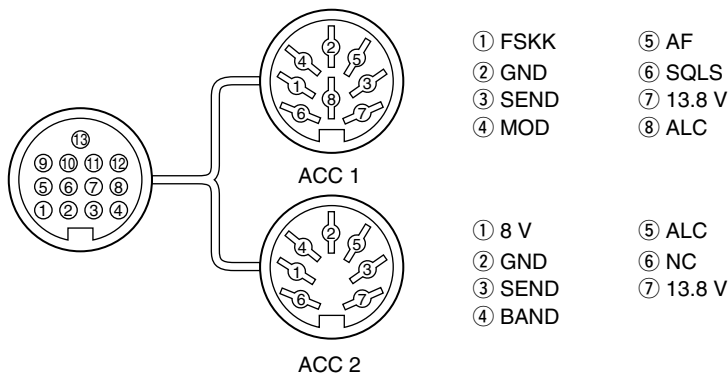 ⑬
⑨ ⑩ ⑪ ⑫
⑤ ⑥ ⑦ ⑧
① ② ③ ④
② ④ ⑤ ① ③ ⑧ ⑥ ⑦
ACC 1
① FSKK ⑤ AF
② GND ⑥ SQLS
③ SEND ⑦ 13.8 V
④ MOD ⑧ ALC
② ④ ⑤ ① ③ ⑥ ⑦
ACC 2
① 8 V ⑤ ALC
② GND ⑥ NC
③ SEND ⑦ 13.8 V
④ BAND